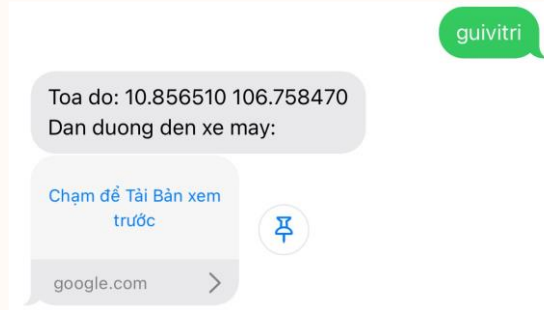 guivitri
Toa do: 10.856510 106.758470
Dan duong den xe may:
Chạm để Tải Bản xem
trước
google.com